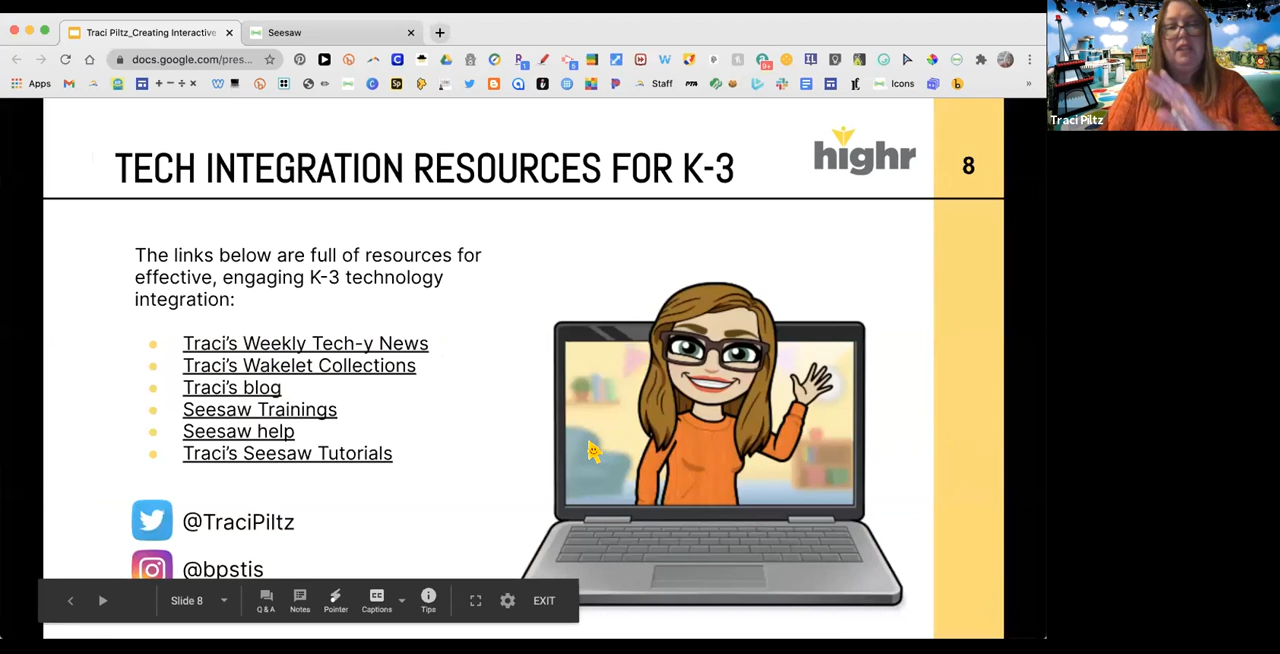 Traci Piltz_Creating Interactive
Seesaw
docs.google.com/pres...
Apps
Staff
PTA
Icons
Traci Piltz
TECH INTEGRATION RESOURCES FOR K-3
highr
8
The links below are full of resources for
effective, engaging K-3 technology
integration:
Traci's Weekly Tech-y News
Traci's Wakelet Collections
Traci's blog
Seesaw Trainings
Seesaw help
Traci's Seesaw Tutorials
@TraciPiltz
@bpstis
Slide 8
Q & A
Notes
Pointer
Captions
Tips
EXIT